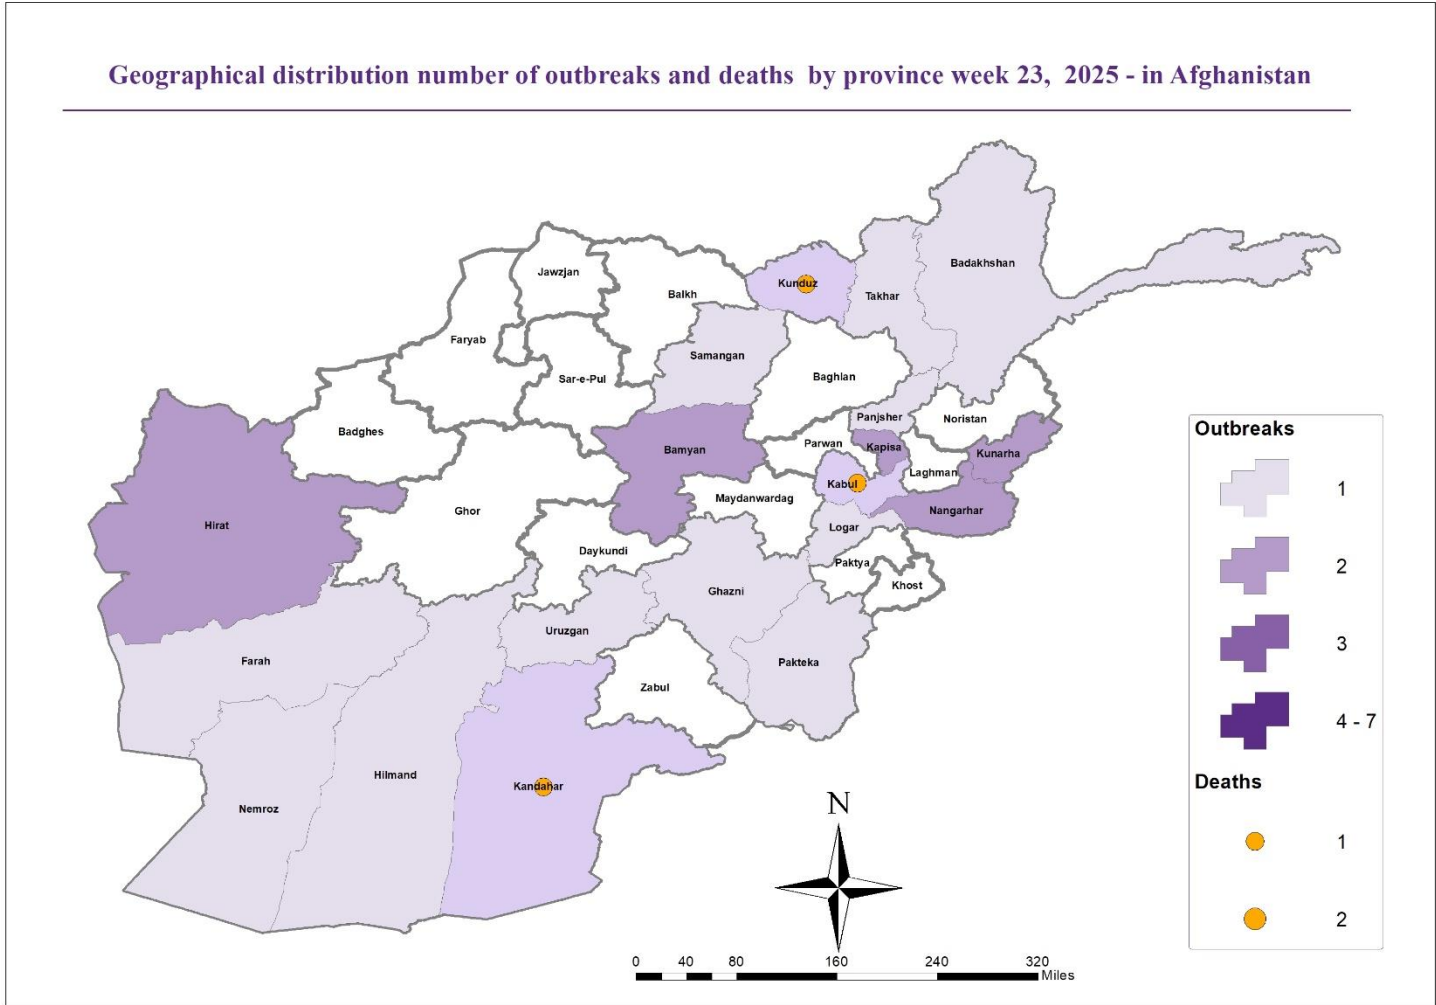 Geographical distribution number of outbreaks and deaths by province week 23, 2025 - in Afghanistan
Jawzjan
Balkh
Kunduz
Takhar
Badakhshan
Faryab
Samangan
Sar-e-Pul
Baghlan
Badghes
Panjsher
Noristan
Bamyan
Parwan
Kapisa
Kunarha
Laghman
Kabul
Maydanwardag
Nangarhar
Hirat
Ghor
Logar
Daykundi
Paktya
Khost
Ghazni
Uruzgan
Farah
Pakteka
Zabul
Hilmand
Kandahar
Nemroz
Outbreaks
1
2
3
4 - 7
Deaths
1
2
N
0 40 80 160 240 320
Miles